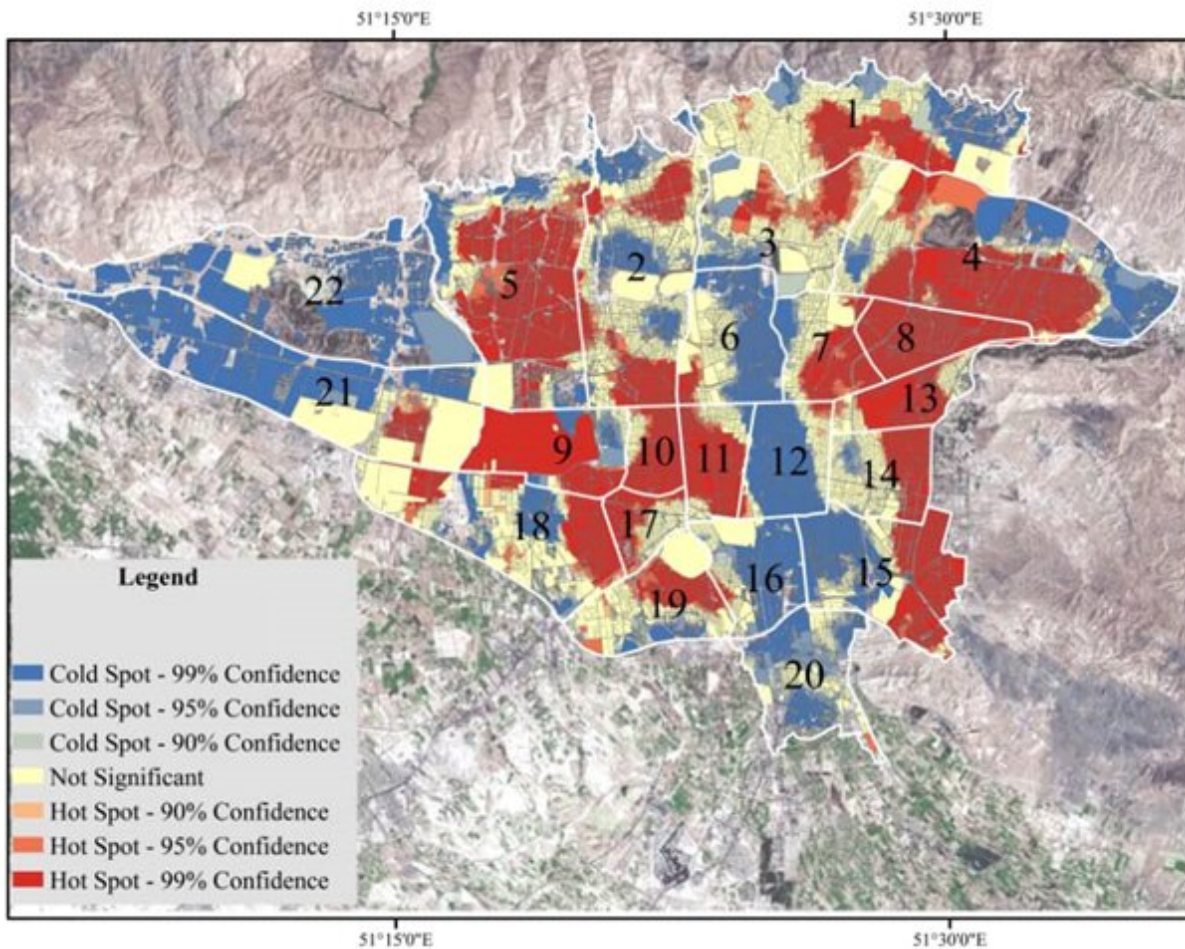 51°15'0"E 51°30'0"E
1
2 3 4
22 5
6 7 8
21 13
9 10 11 12 14
18 17
19 16 15
20
Legend
Cold Spot - 99% Confidence
Cold Spot - 95% Confidence
Cold Spot - 90% Confidence
Not Significant
Hot Spot - 90% Confidence
Hot Spot - 95% Confidence
Hot Spot - 99% Confidence
51°15'0"E 51°30'0"E